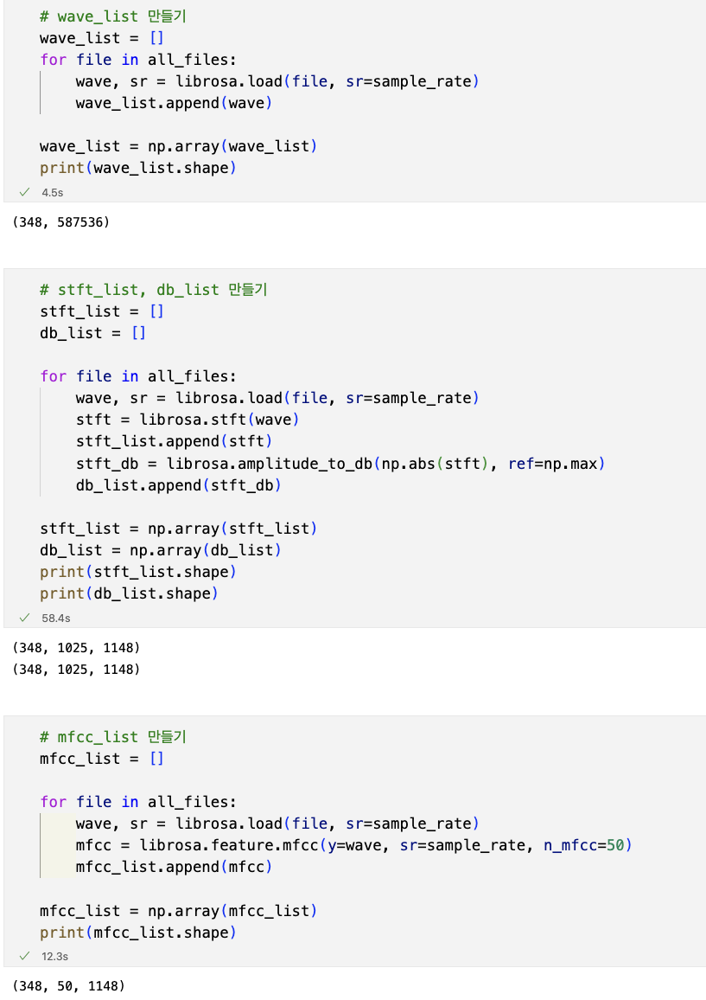 # wave_list 만들기
wave_list = []
for file in all_files:
    wave, sr = librosa.load(file, sr=sample_rate)
    wave_list.append(wave)

wave_list = np.array(wave_list)
print(wave_list.shape)
✓ 4.5s
(348, 587536)

# stft_list, db_list 만들기
stft_list = []
db_list = []

for file in all_files:
    wave, sr = librosa.load(file, sr=sample_rate)
    stft = librosa.stft(wave)
    stft_list.append(stft)
    stft_db = librosa.amplitude_to_db(np.abs(stft), ref=np.max)
    db_list.append(stft_db)

stft_list = np.array(stft_list)
db_list = np.array(db_list)
print(stft_list.shape)
print(db_list.shape)
✓ 58.4s
(348, 1025, 1148)
(348, 1025, 1148)

# mfcc_list 만들기
mfcc_list = []

for file in all_files:
    wave, sr = librosa.load(file, sr=sample_rate)
    mfcc = librosa.feature.mfcc(y=wave, sr=sample_rate, n_mfcc=50)
    mfcc_list.append(mfcc)

mfcc_list = np.array(mfcc_list)
print(mfcc_list.shape)
✓ 12.3s
(348, 50, 1148)